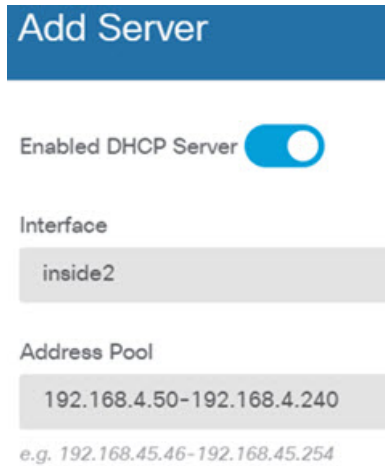 Add Server
Enabled DHCP Server
Interface
inside2
Address Pool
192.168.4.50-192.168.4.240
e.g. 192.168.45.46-192.168.45.254